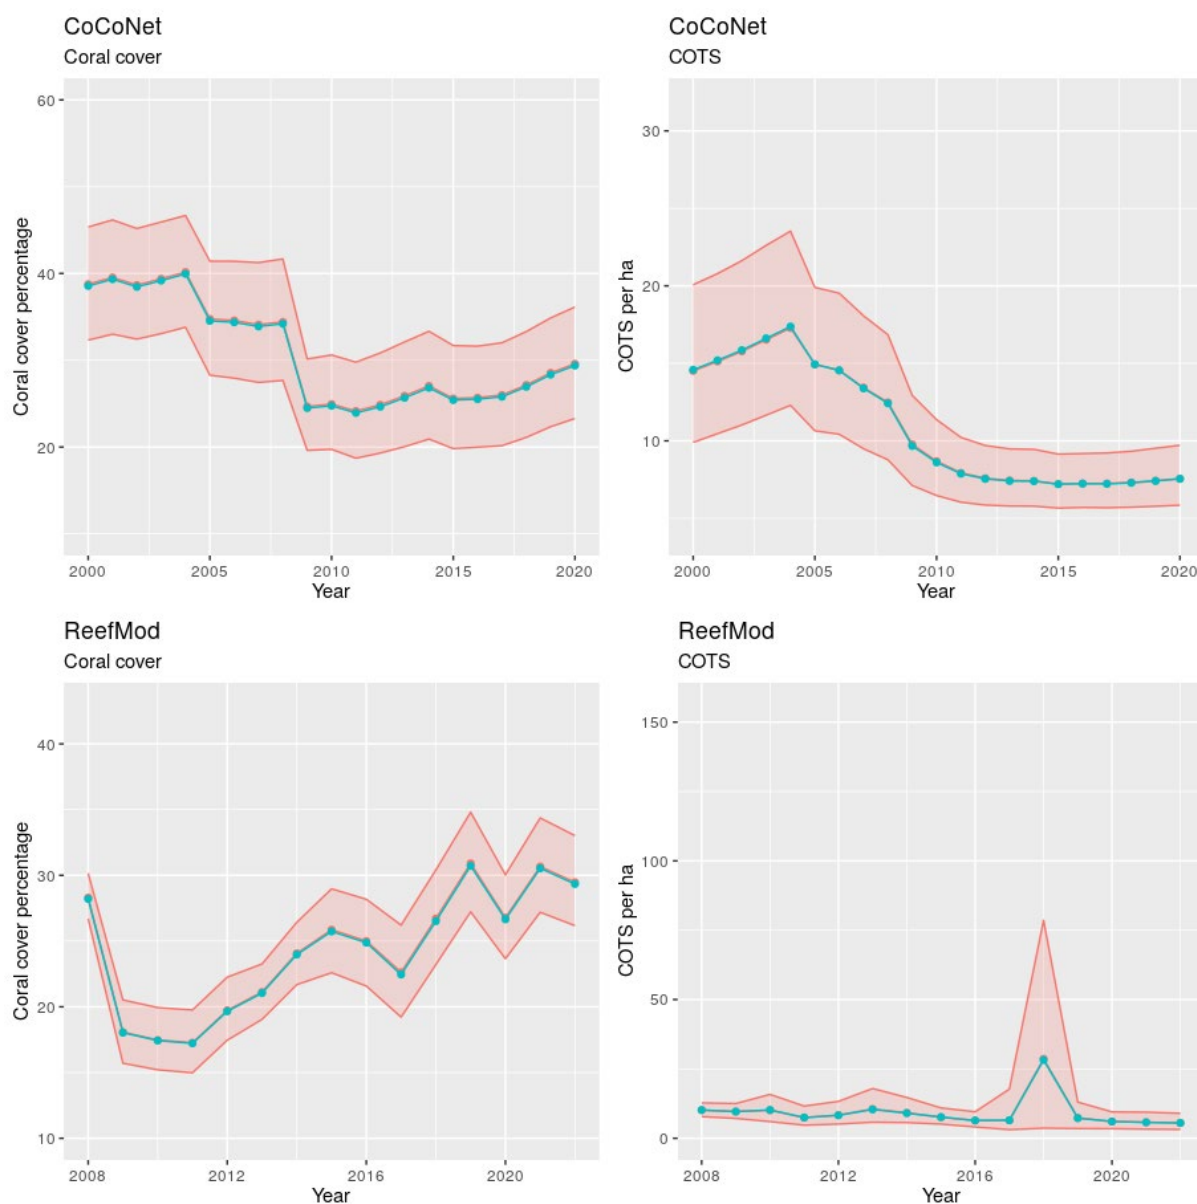 CoCoNet
Coral cover
60
40
20
Coral cover percentage
2000 2005 2010 2015 2020
Year
CoCoNet
COTS
30
20
10
COTS per ha
2000 2005 2010 2015 2020
Year
ReefMod
Coral cover
40
30
20
10
Coral cover percentage
2008 2012 2016 2020
Year
ReefMod
COTS
150
100
50
0
COTS per ha
2008 2012 2016 2020
Year